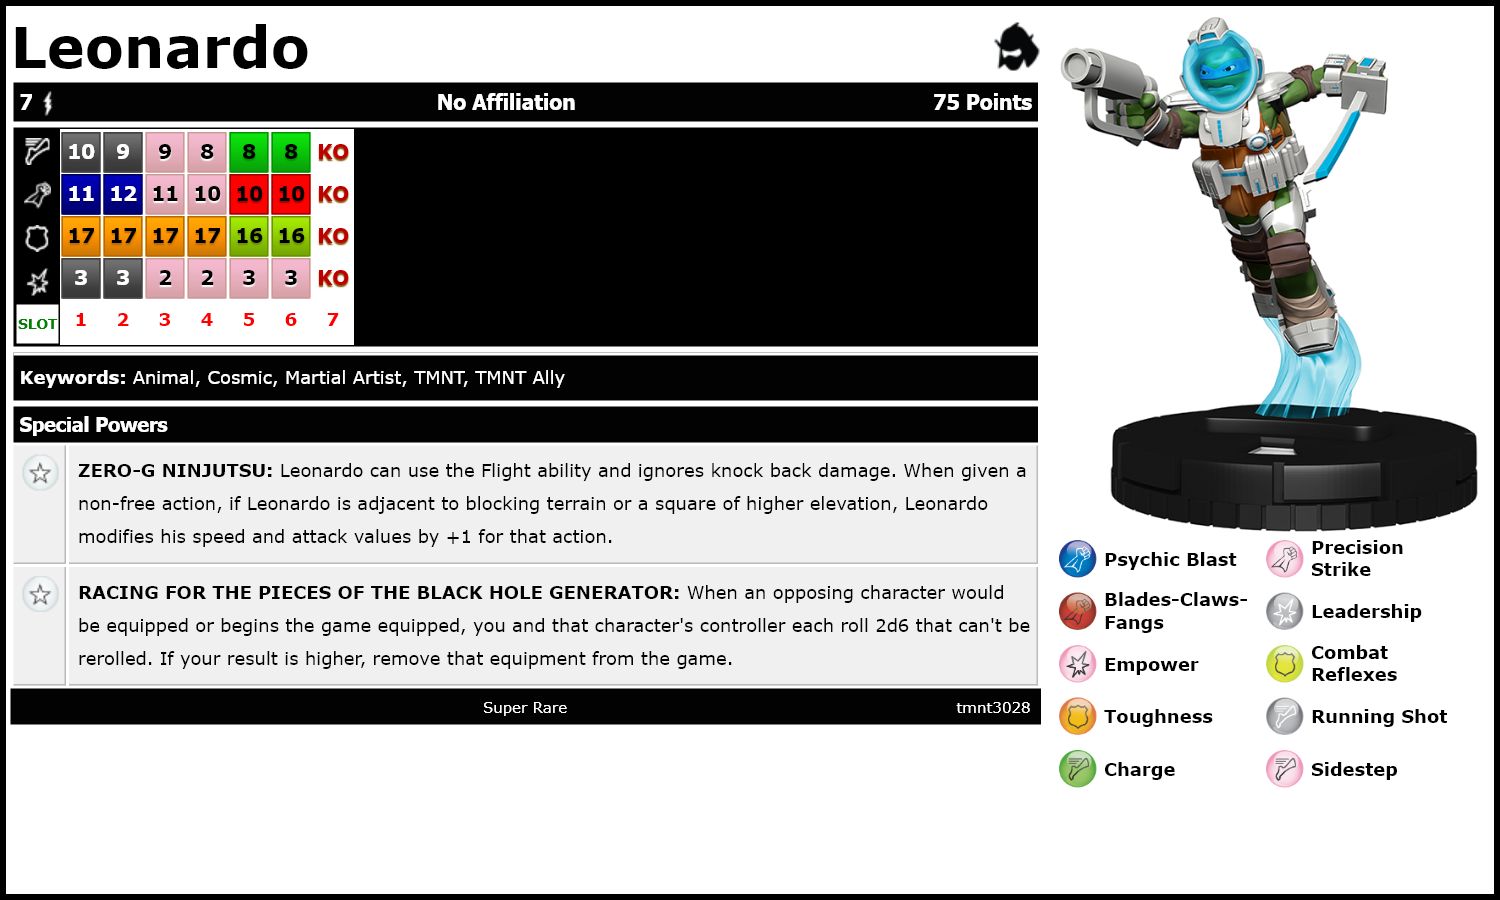 Leonardo
7 No Affiliation 75 Points
10 9 9 8 8 8 KO
11 12 11 10 10 10 KO
17 17 17 17 16 16 KO
3 3 2 2 3 3 KO
SLOT 1 2 3 4 5 6 7
Keywords: Animal, Cosmic, Martial Artist, TMNT, TMNT Ally
Special Powers
ZERO-G NINJUTSU: Leonardo can use the Flight ability and ignores knock back damage. When given a
non-free action, if Leonardo is adjacent to blocking terrain or a square of higher elevation, Leonardo
modifies his speed and attack values by +1 for that action.
RACING FOR THE PIECES OF THE BLACK HOLE GENERATOR: When an opposing character would
be equipped or begins the game equipped, you and that character's controller each roll 2d6 that can't be
rerolled. If your result is higher, remove that equipment from the game.
Super Rare tmnt3028
Psychic Blast
Precision
Strike
Blades-Claws-
Fangs
Leadership
Empower
Combat
Reflexes
Toughness
Running Shot
Charge
Sidestep